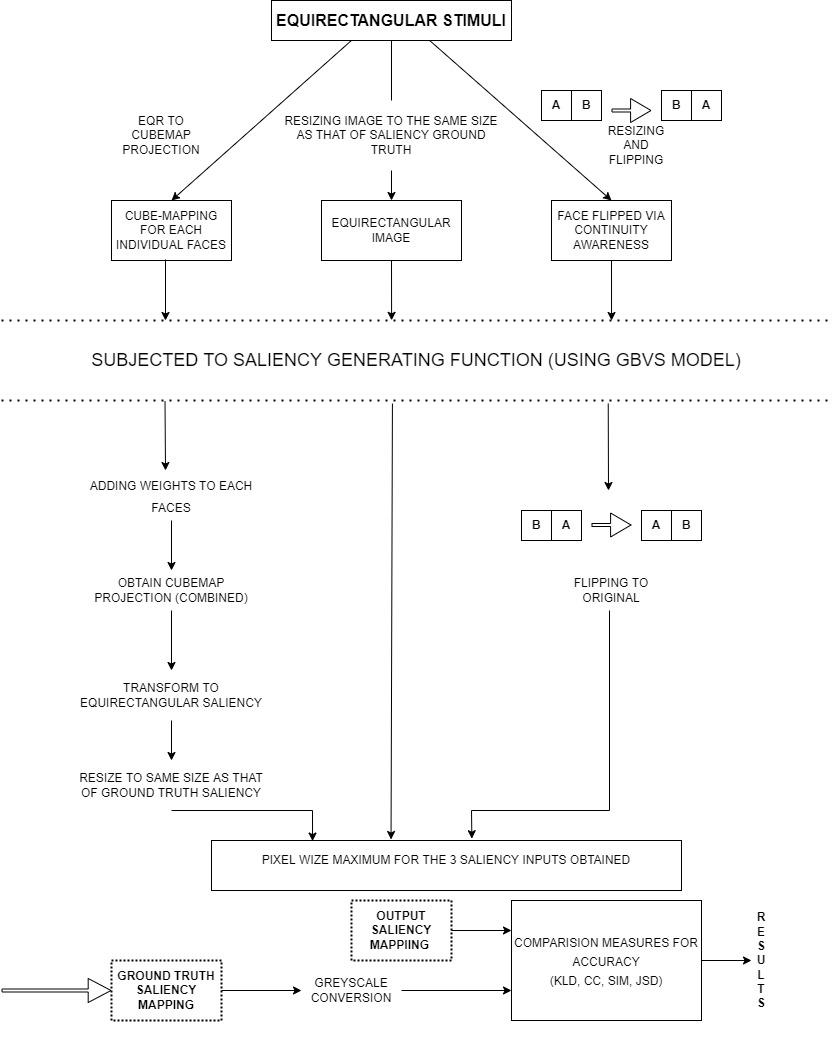 EQUIRECTANGULAR STIMULI
A B
B A
EQR TO
CUBEMAP
PROJECTION
RESIZING IMAGE TO THE SAME SIZE
AS THAT OF SALIENCY GROUND
TRUTH
RESIZING
AND
FLIPPING
CUBE-MAPPING
FOR EACH
INDIVIDUAL FACES
EQUIRECTANGULAR
IMAGE
FACE FLIPPED VIA
CONTINUITY
AWARENESS
SUBJECTED TO SALIENCY GENERATING FUNCTION (USING GBVS MODEL)
ADDING WEIGHTS TO EACH
FACES
B A
A B
OBTAIN CUBEMAP
PROJECTION (COMBINED)
FLIPPING TO
ORIGINAL
TRANSFORM TO
EQUIRECTANGULAR SALIENCY
RESIZE TO SAME SIZE AS THAT
OF GROUND TRUTH SALIENCY
PIXEL WIZE MAXIMUM FOR THE 3 SALIENCY INPUTS OBTAINED
OUTPUT
SALIENCY
MAPPING
GROUND TRUTH
SALIENCY
MAPPING
GREYSCALE
CONVERSION
COMPARISION MEASURES FOR
ACCURACY
(KLD, CC, SIM, JSD)
R
E
S
U
L
T
S